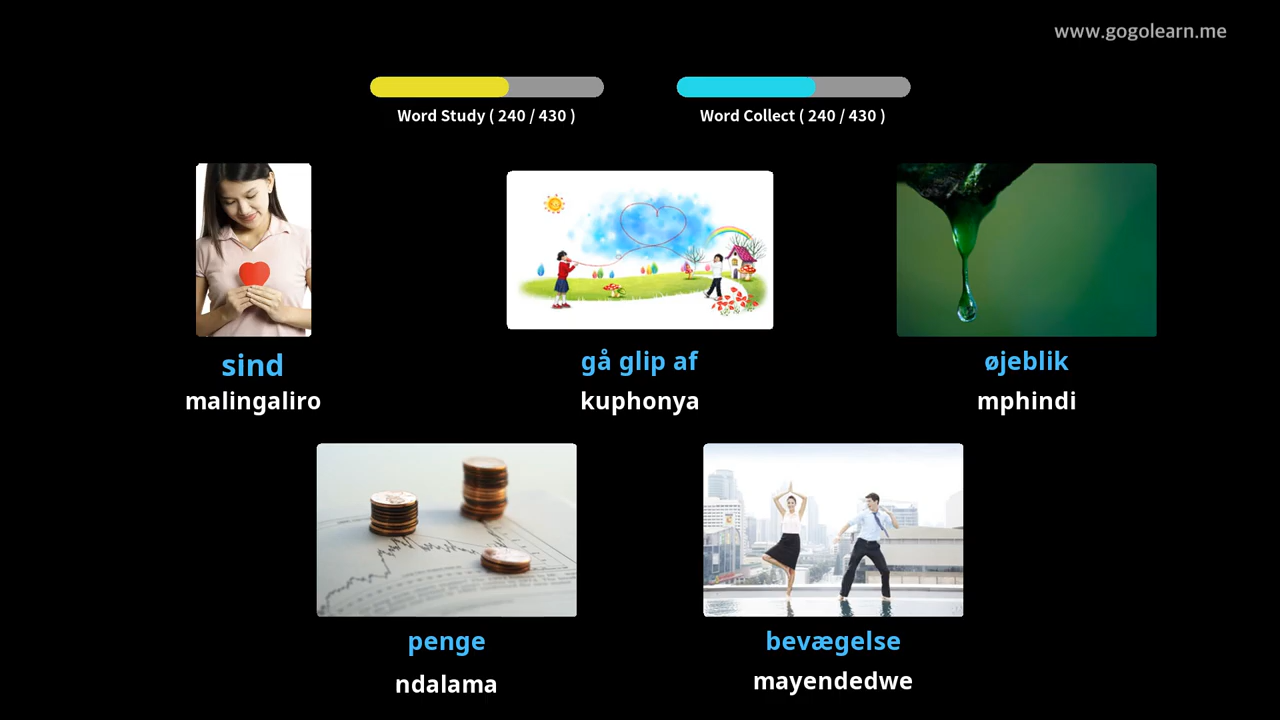 www.gogolearn.me
Word Study ( 240 / 430 )
Word Collect ( 240 / 430 )
sind
malingaliro
gå glip af
kuphonya
øjeblik
mphindi
penge
ndalama
bevægelse
mayendedwe